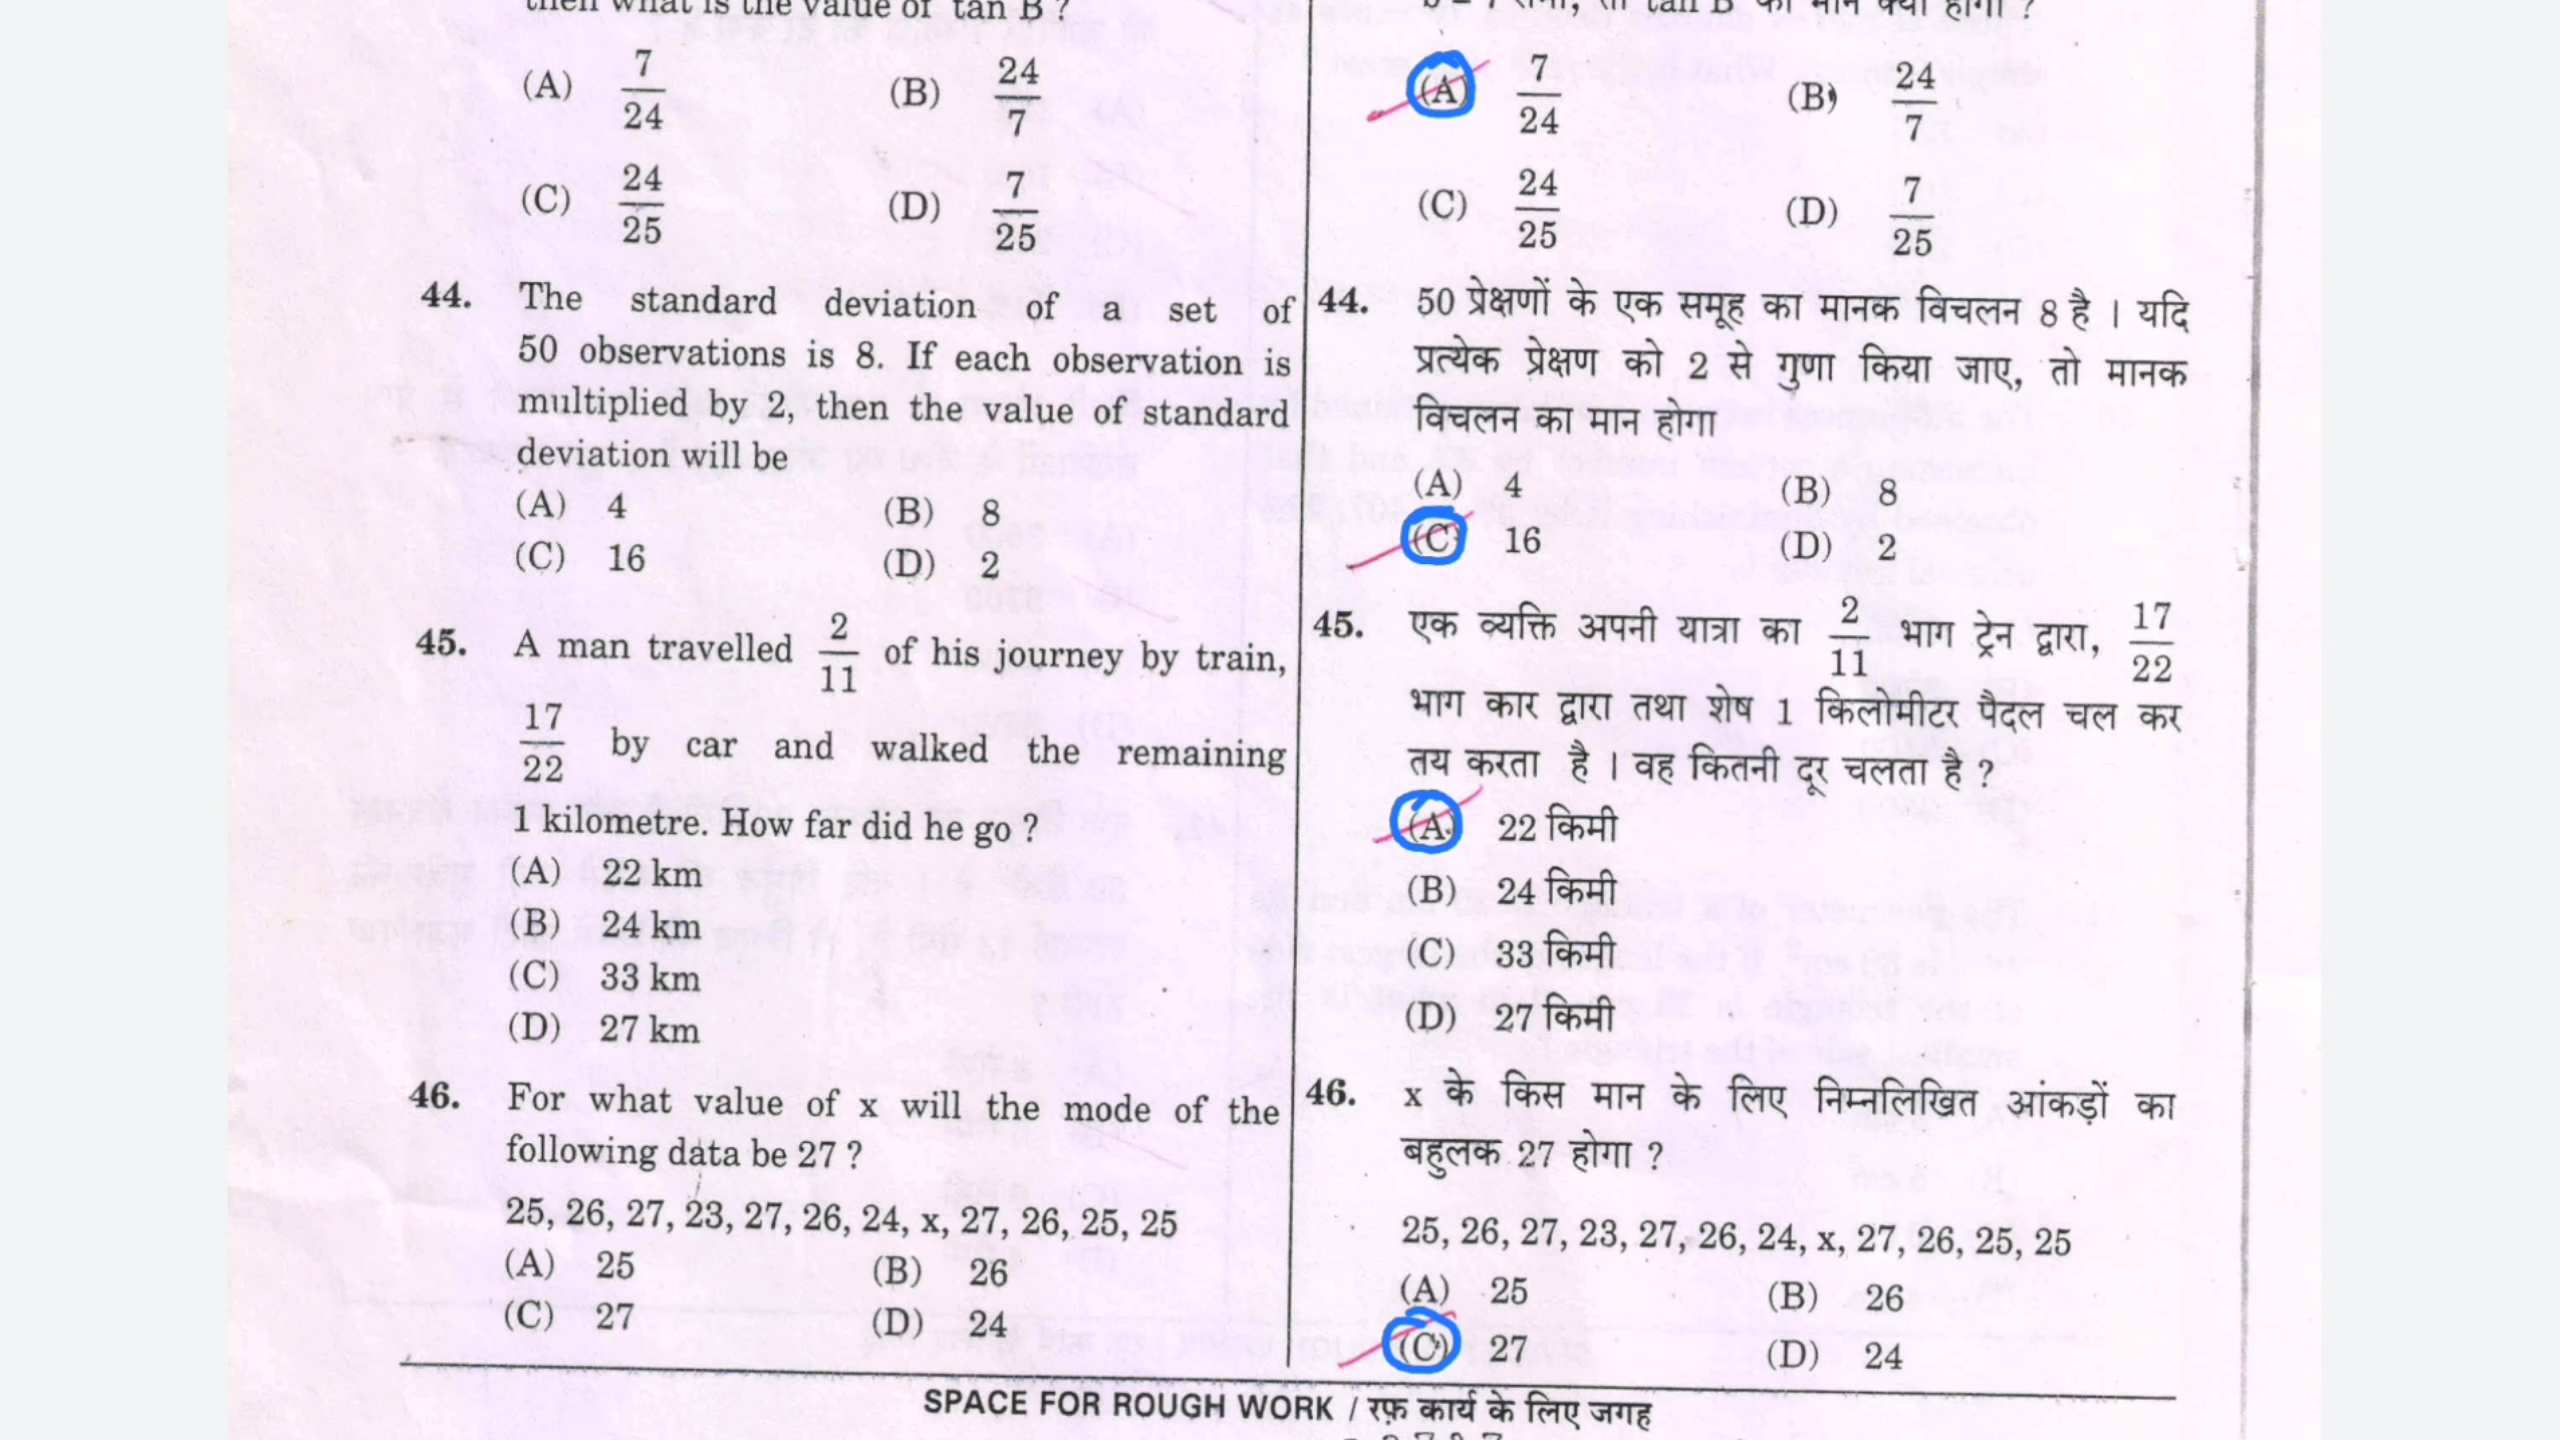 then what is the value of tan B ?
(A) 7/24 (B) 24/7
(C) 24/25 (D) 7/25
44. The standard deviation of a set of
50 observations is 8. If each observation is
multiplied by 2, then the value of standard
deviation will be
(A) 4 (B) 8
(C) 16 (D) 2
45. A man travelled 2/11 of his journey by train,
17/22 by car and walked the remaining
1 kilometre. How far did he go ?
(A) 22 km
(B) 24 km
(C) 33 km
(D) 27 km
46. For what value of x will the mode of the
following data be 27 ?
25, 26, 27, 23, 27, 26, 24, x, 27, 26, 25, 25
(A) 25 (B) 26
(C) 27 (D) 24
tan B का मान क्या होगा ?
(A) 7/24 (B) 24/7
(C) 24/25 (D) 7/25
44. 50 प्रेक्षणों के एक समूह का मानक विचलन 8 है । यदि
प्रत्येक प्रेक्षण को 2 से गुणा किया जाए, तो मानक
विचलन का मान होगा
(A) 4 (B) 8
(C) 16 (D) 2
45. एक व्यक्ति अपनी यात्रा का 2/11 भाग ट्रेन द्वारा, 17/22
भाग कार द्वारा तथा शेष 1 किलोमीटर पैदल चल कर
तय करता है । वह कितनी दूर चलता है ?
(A) 22 किमी
(B) 24 किमी
(C) 33 किमी
(D) 27 किमी
46. x के किस मान के लिए निम्नलिखित आंकड़ों का
बहुलक 27 होगा ?
25, 26, 27, 23, 27, 26, 24, x, 27, 26, 25, 25
(A) 25 (B) 26
(C) 27 (D) 24
SPACE FOR ROUGH WORK / रफ़ कार्य के लिए जगह